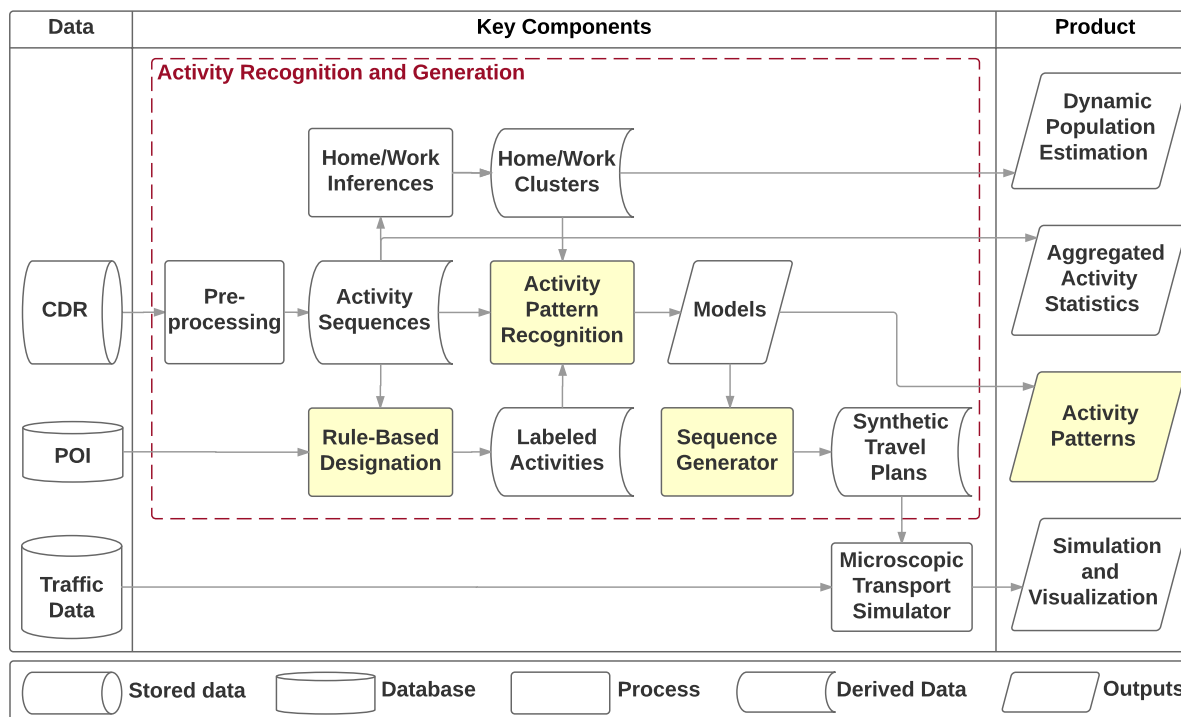 Data
Key Components
Product
Activity Recognition and Generation
Dynamic
Population
Estimation
Home/Work
Inferences
Home/Work
Clusters
Aggregated
Activity
Statistics
CDR
Pre-
processing
Activity
Sequences
Activity
Pattern
Recognition
Models
Activity
Patterns
POI
Rule-Based
Designation
Labeled
Activities
Sequence
Generator
Synthetic
Travel
Plans
Traffic
Data
Microscopic
Transport
Simulator
Simulation
and
Visualization
Stored data
Database
Process
Derived Data
Outputs